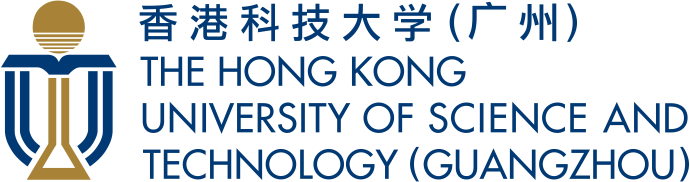 香港科技大学(广州)
THE HONG KONG
UNIVERSITY OF SCIENCE AND
TECHNOLOGY (GUANGZHOU)